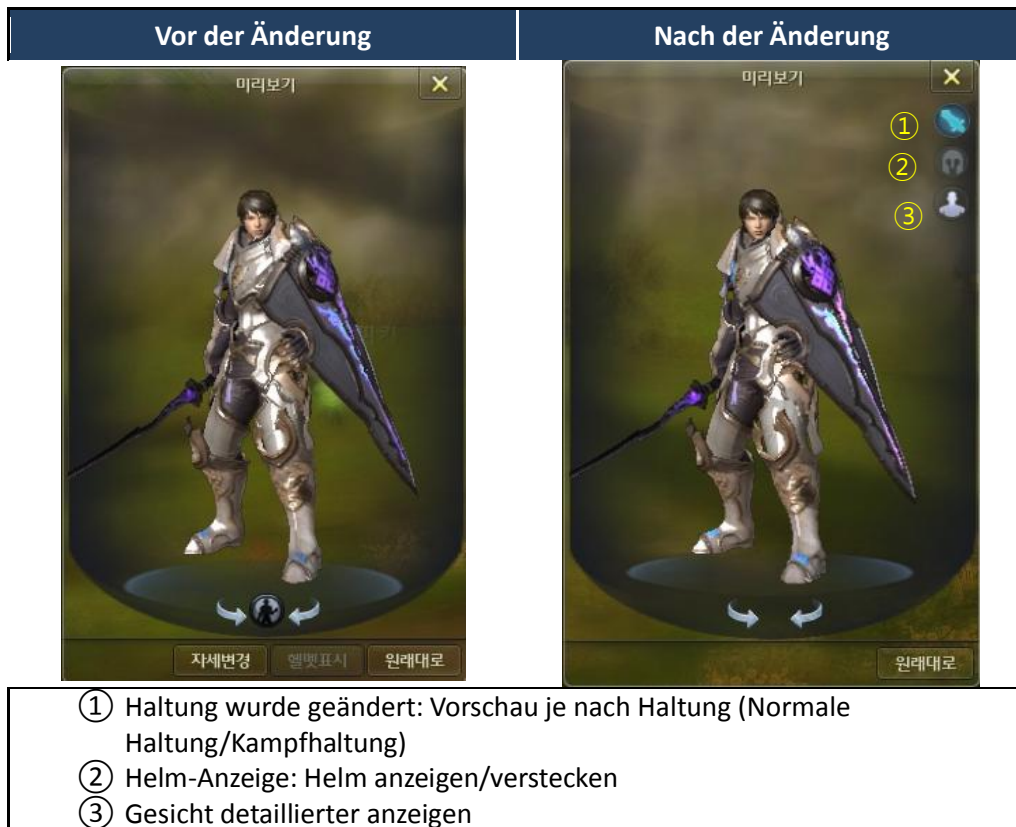 Vor der Änderung
Nach der Änderung
미리보기
미리보기
①
②
③
자세변경
헬멧표시
원래대로
원래대로
① Haltung wurde geändert: Vorschau je nach Haltung (Normale
Haltung/Kampfhaltung)
② Helm-Anzeige: Helm anzeigen/verstecken
③ Gesicht detaillierter anzeigen